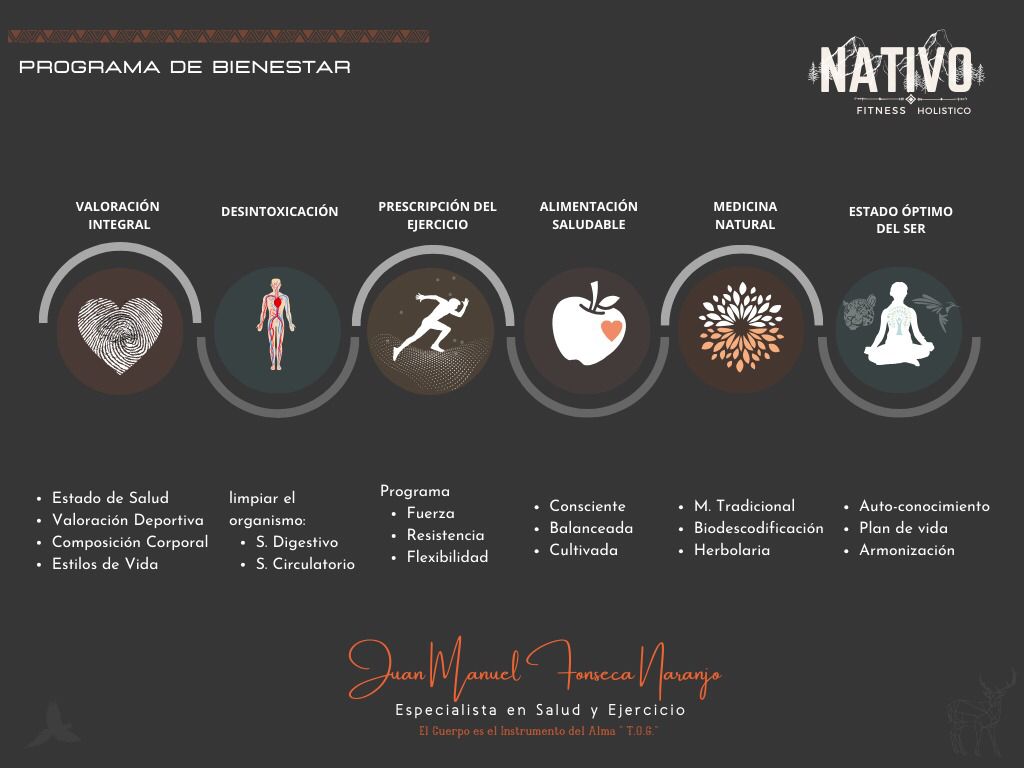 PROGRAMA DE BIENESTAR
NATIVO
FITNESS HOLISTICO
VALORACIÓN
INTEGRAL
DESINTOXICACIÓN
PRESCRIPCIÓN DEL
EJERCICIO
ALIMENTACIÓN
SALUDABLE
MEDICINA
NATURAL
ESTADO ÓPTIMO
DEL SER
• Estado de Salud
• Valoración Deportiva
• Composición Corporal
• Estilos de Vida
limpiar el
organismo:
• S. Digestivo
• S. Circulatorio
Programa
• Fuerza
• Resistencia
• Flexibilidad
• Consciente
• Balanceada
• Cultivada
• M. Tradicional
• Biodescodificación
• Herbolaria
• Auto-conocimiento
• Plan de vida
• Armonización
Juan Manuel Fonseca Naranjo
Especialista en Salud y Ejercicio
El Cuerpo es el Instrumento del Alma " T.O.G."